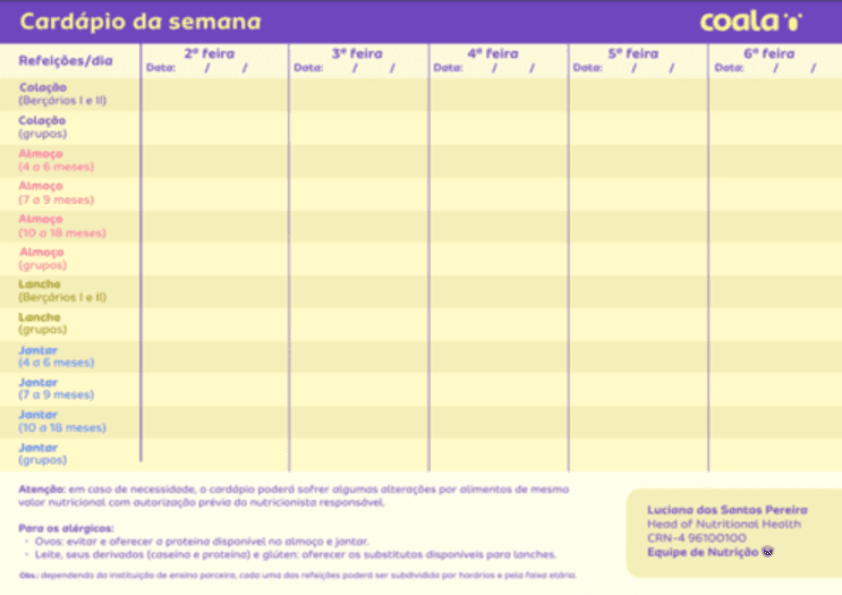 Cardápio da semana
coala
Refeições/dia
2ª feira
Data: / /
3ª feira
Data: / /
4ª feira
Data: / /
5ª feira
Data: / /
6ª feira
Data: / /
Colação
(Berçários I e II)
Colação
(grupos)
Almoço
(4 a 6 meses)
Almoço
(7 a 9 meses)
Almoço
(10 a 18 meses)
Almoço
(grupos)
Lanche
(Berçários I e II)
Lanche
(grupos)
Jantar
(4 a 6 meses)
Jantar
(7 a 9 meses)
Jantar
(10 a 18 meses)
Jantar
(grupos)
Atenção: em caso de necessidade, o cardápio poderá sofrer algumas alterações por alimentos de mesmo
valor nutricional com autorização prévia do nutricionista responsável.
Para os alérgicos:
• Ovos: evitar e oferecer a proteína disponível no almoço e jantar.
• Leite, seus derivados (caseína e proteína) e glúten: oferecer os substitutos disponíveis para lanches.
Obs.: dependendo da instituição de ensino parceira, cada uma das refeições poderá ser subdividida por horários e pela faixa etária.
Luciana dos Santos Pereira
Head of Nutritional Health
CRN-4 96100100
Equipe de Nutrição